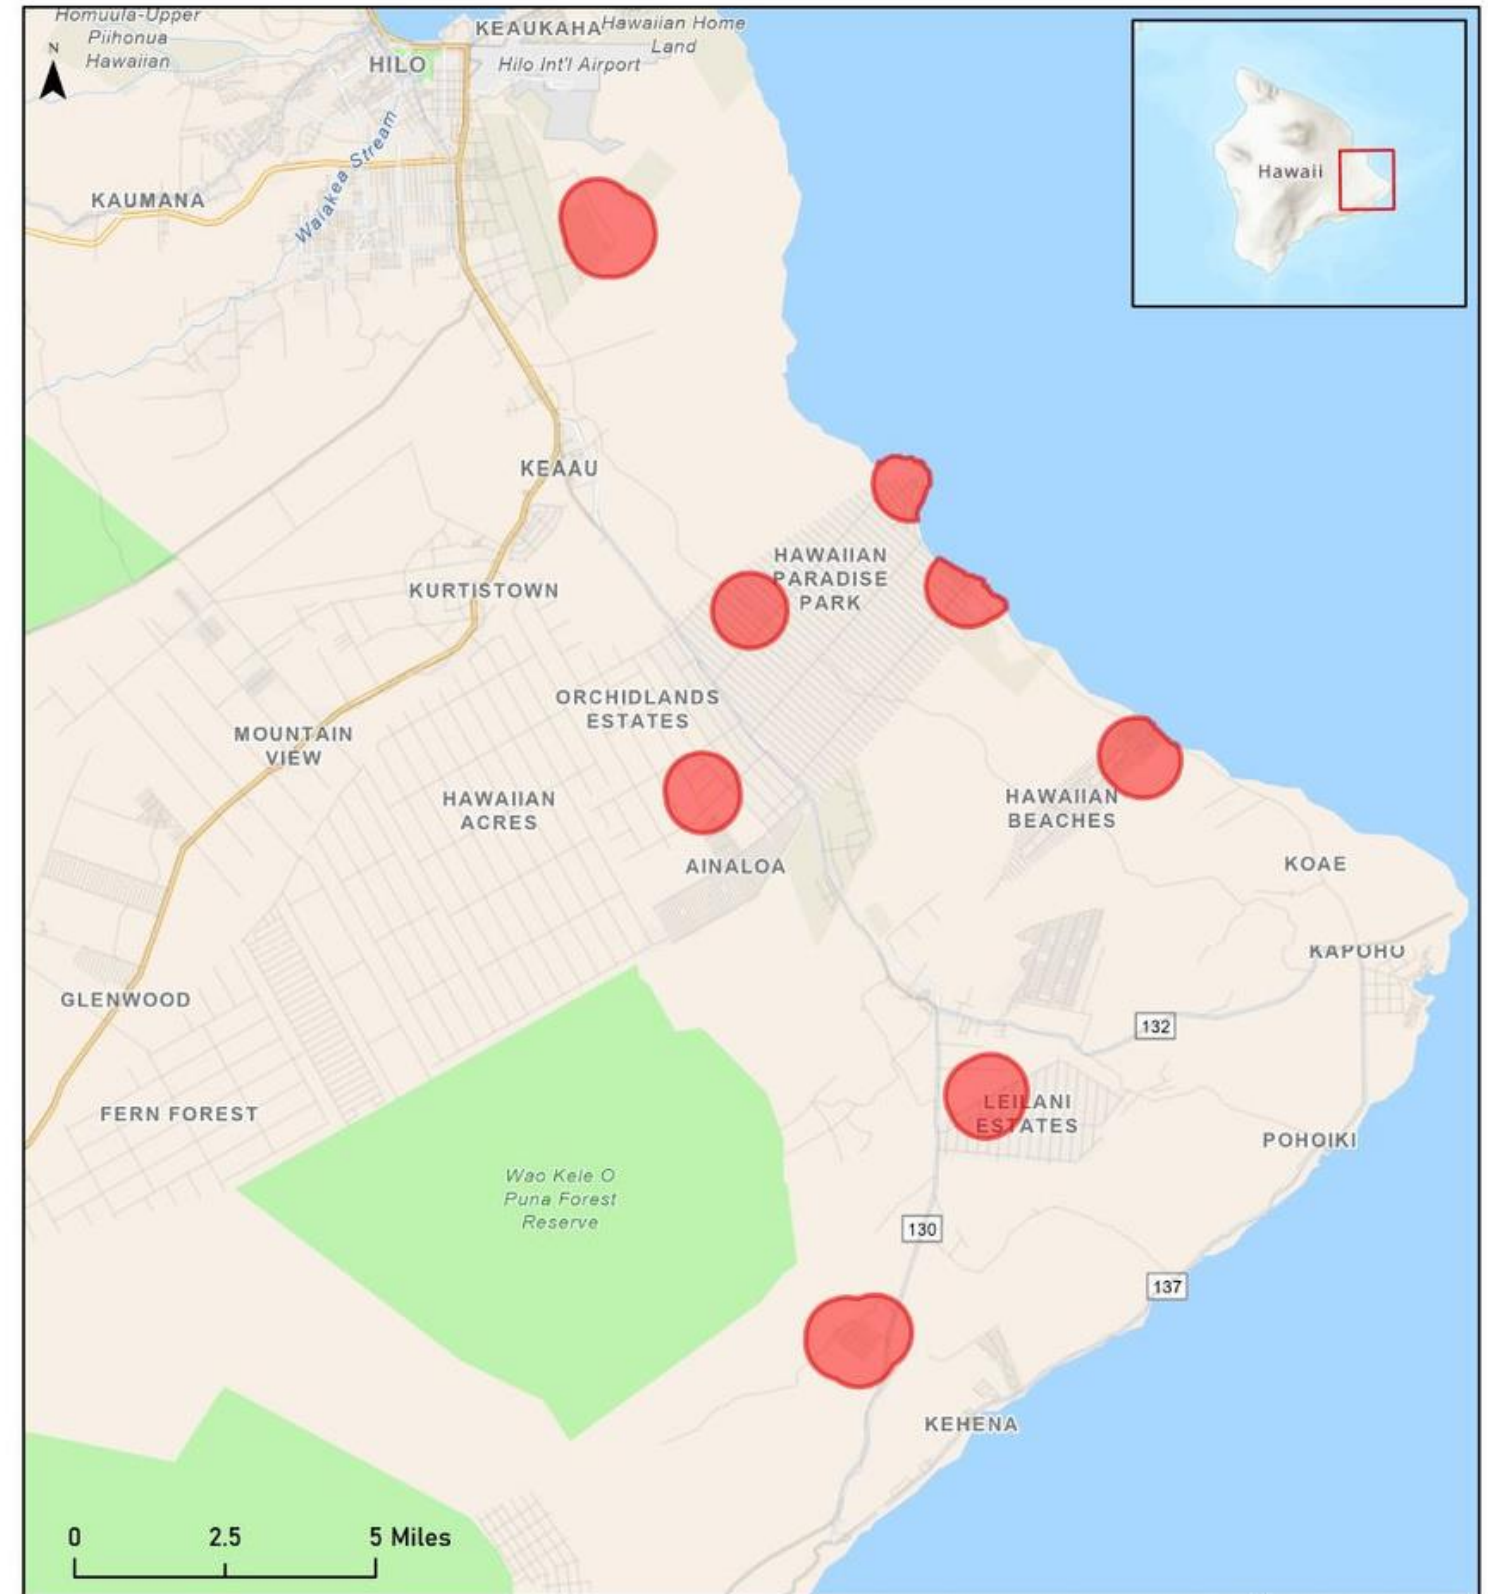 Homuula-Upper
Piihonua
Hawaiian
N
KEAUKAHA
Hawaiian Home
Land
HILO
Hilo Int'l Airport
Waiakea Stream
KAUMANA
Hawaii
KEAAU
HAWAIIAN
PARADISE
PARK
KURTISTOWN
ORCHIDLANDS
ESTATES
MOUNTAIN
VIEW
HAWAIIAN
ACRES
HAWAIIAN
BEACHES
AINALOA
KOAE
KAPOHO
GLENWOOD
132
FERN FOREST
LEILANI
ESTATES
POHOIKI
Wao Kele O
Puna Forest
Reserve
130
137
KEHENA
0 2.5 5 Miles